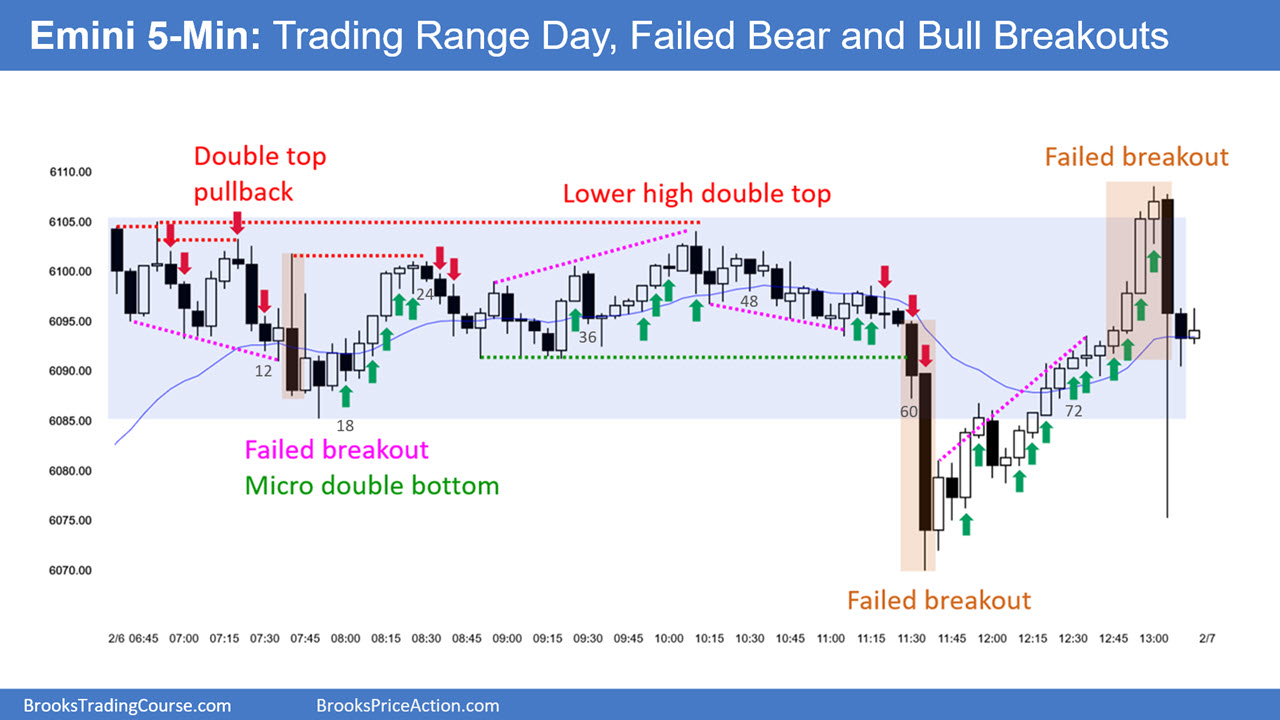 Emini 5-Min: Trading Range Day, Failed Bear and Bull Breakouts
Double top
pullback
Lower high double top
Failed breakout
6110.00
6105.00
6100.00
6095.00
6090.00
6085.00
6080.00
6075.00
6070.00
12
18
24
36
48
60
72
Failed breakout
Micro double bottom
Failed breakout
2/6 06:45 07:00 07:15 07:30 07:45 08:00 08:15 08:30 08:45 09:00 09:15 09:30 09:45 10:00 10:15 10:30 10:45 11:00 11:15 11:30 11:45 12:00 12:15 12:30 12:45 13:00 2/7
BrooksTradingCourse.com BrooksPriceAction.com